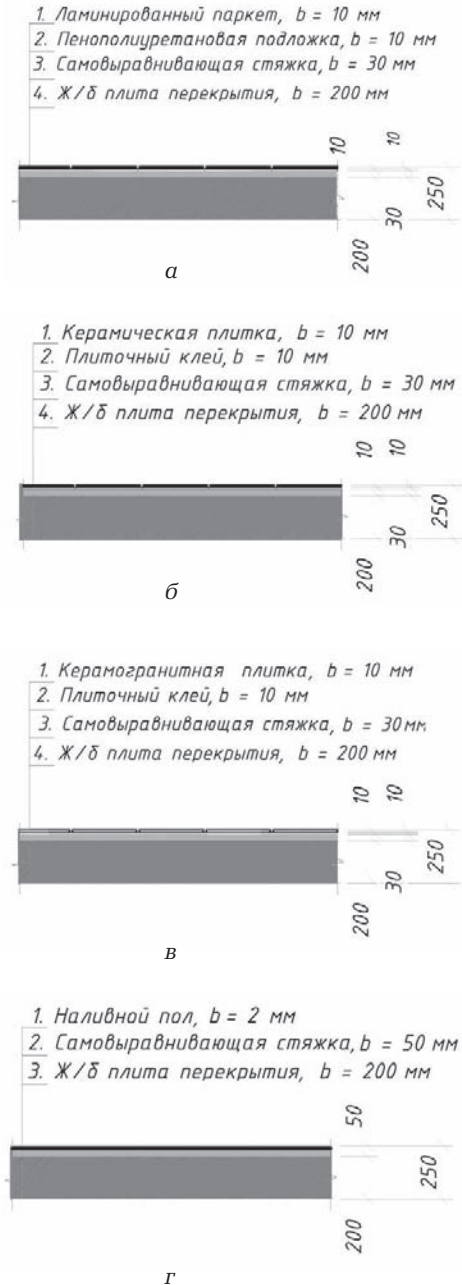 1. Ламинированный паркет, b = 10 мм
2. Пенополиуретановая подложка, b = 10 мм
3. Самовыравнивающая стяжка, b = 30 мм
4. Ж/б плита перекрытия, b = 200 мм
10 10
250
30
200
а
1. Керамическая плитка, b = 10 мм
2. Плиточный клей, b = 10 мм
3. Самовыравнивающая стяжка, b = 30 мм
4. Ж/б плита перекрытия, b = 200 мм
10 10
250
30
200
б
1. Керамогранитная плитка, b = 10 мм
2. Плиточный клей, b = 10 мм
3. Самовыравнивающая стяжка, b = 30мм
4. Ж/б плита перекрытия, b = 200 мм
10 10
250
30
200
в
1. Наливной пол, b = 2 мм
2. Самовыравнивающая стяжка, b = 50 мм
3. Ж/б плита перекрытия, b = 200 мм
50
250
200
г